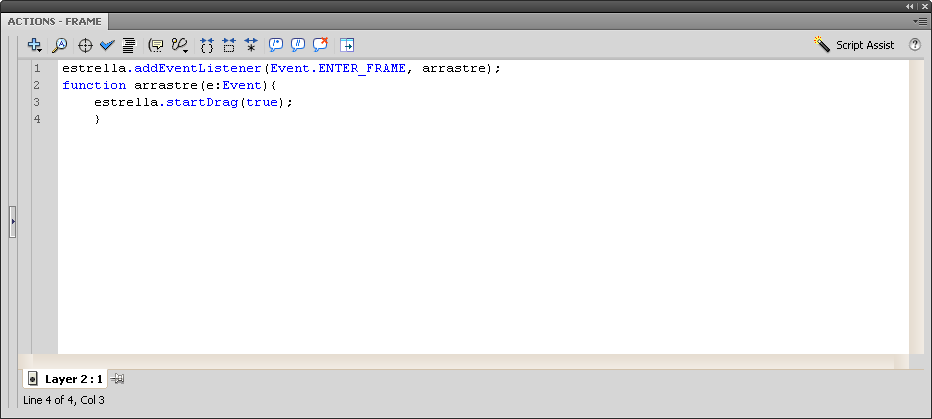 ACTIONS - FRAME
Script Assist
1 estrella.addEventListener(Event.ENTER_FRAME, arrastre);
2 function arrastre(e:Event){
3 estrella.startDrag(true);
4 }
Layer 2 : 1
Line 4 of 4, Col 3